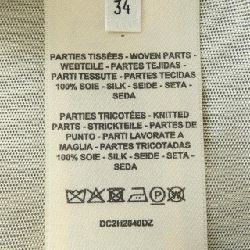 34
PARTIES TISSÉES - WOVEN PARTS -
WEBTEILE - PARTES TEJIDAS -
PARTI TESSUTE - PARTES TECIDAS
100% SOIE - SILK - SEIDE - SETA -
SEDA
PARTIES TRICOTÉES - KNITTED
PARTS - STRICKTEILE - PARTES DE
PUNTO - PARTI LAVORATE A
MAGLIA - PARTES TRICOTADAS
100% SOIE - SILK - SEIDE - SETA -
SEDA
DC2H2640DZ